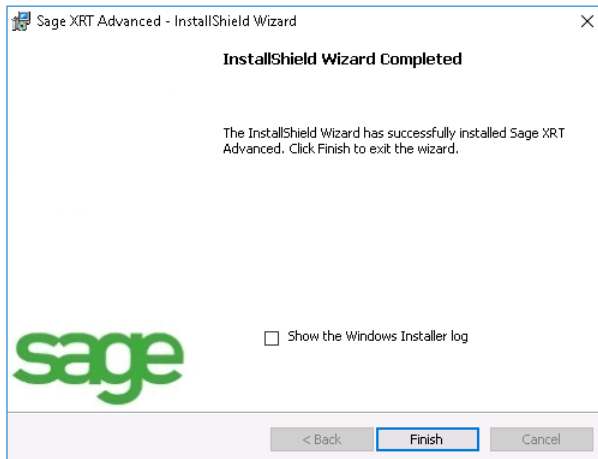 Sage XRT Advanced - InstallShield Wizard
InstallShield Wizard Completed
The InstallShield Wizard has successfully installed Sage XRT
Advanced. Click Finish to exit the wizard.
Show the Windows Installer log
sage
< Back
Finish
Cancel